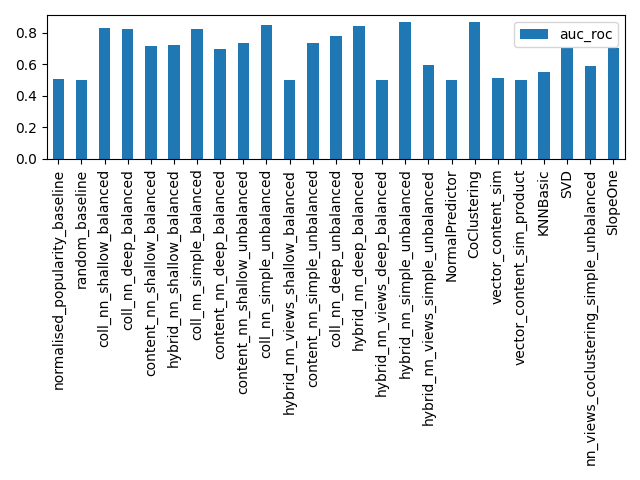 0.8
0.6
0.4
0.2
0.0
auc_roc
normalised_popularity_baseline
random_baseline
coll_nn_shallow_balanced
coll_nn_deep_balanced
content_nn_shallow_balanced
hybrid_nn_shallow_balanced
coll_nn_simple_balanced
content_nn_deep_balanced
content_nn_shallow_unbalanced
coll_nn_simple_unbalanced
hybrid_nn_views_shallow_balanced
content_nn_simple_unbalanced
coll_nn_deep_unbalanced
hybrid_nn_deep_balanced
hybrid_nn_views_deep_balanced
hybrid_nn_simple_unbalanced
hybrid_nn_views_simple_unbalanced
NormalPredictor
CoClustering
vector_content_sim
vector_content_sim_product
KNNBasic
SVD
nn_views_coclustering_simple_unbalanced
SlopeOne